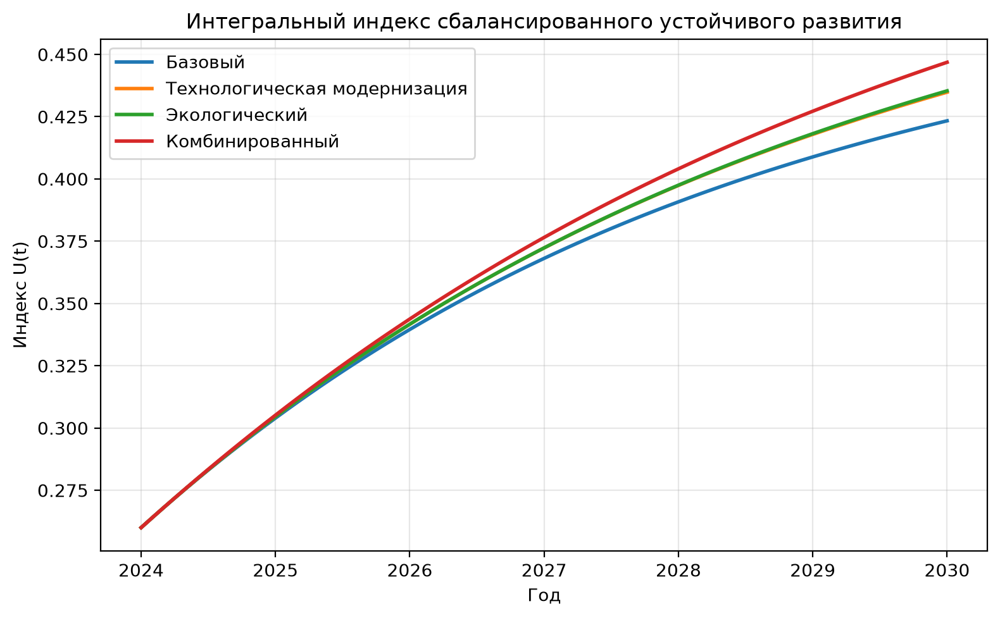 Интегральный индекс сбалансированного устойчивого развития
0.450
0.425
0.400
0.375
0.350
0.325
0.300
0.275
Индекс U(t)
Базовый
Технологическая модернизация
Экологический
Комбинированный
2024 2025 2026 2027 2028 2029 2030
Год